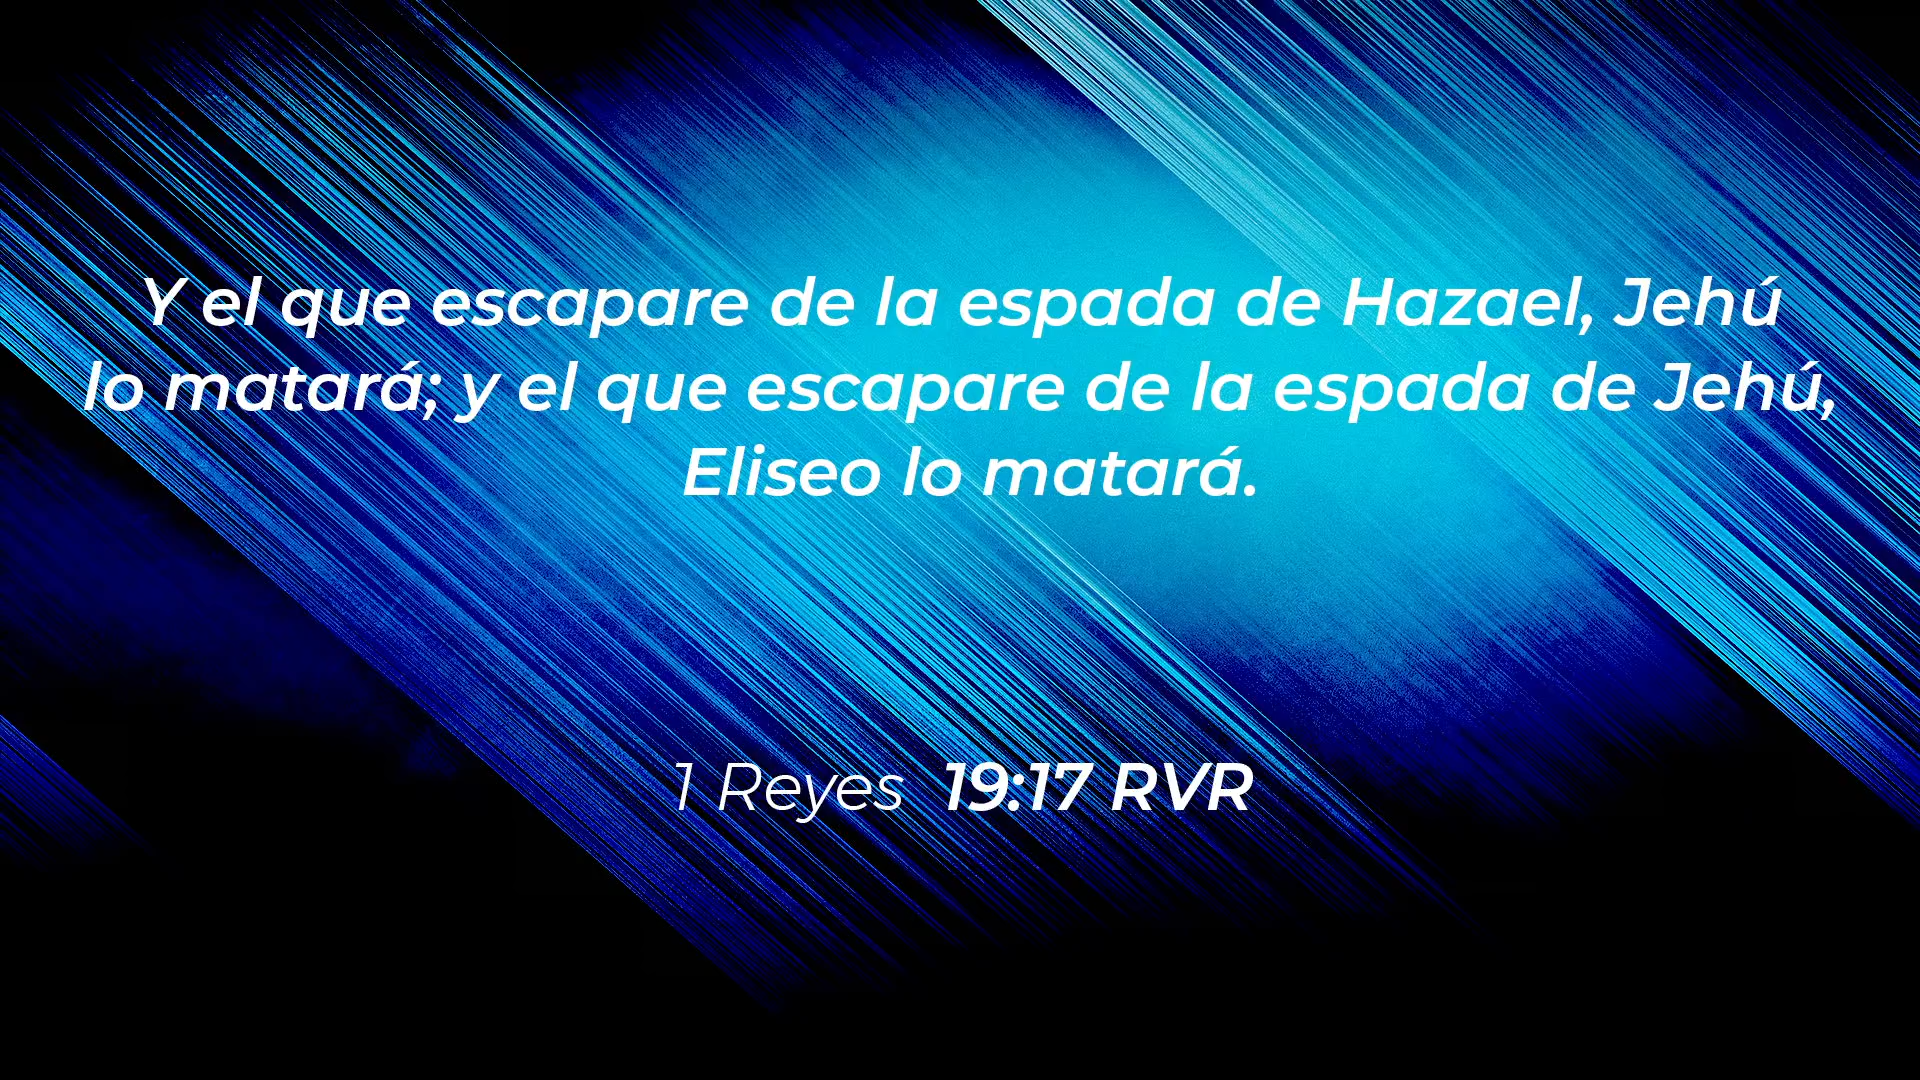 Y el que escapare de la espada de Hazael, Jehú
lo matará; y el que escapare de la espada de Jehú,
Eliseo lo matará.
1 Reyes 19:17 RVR